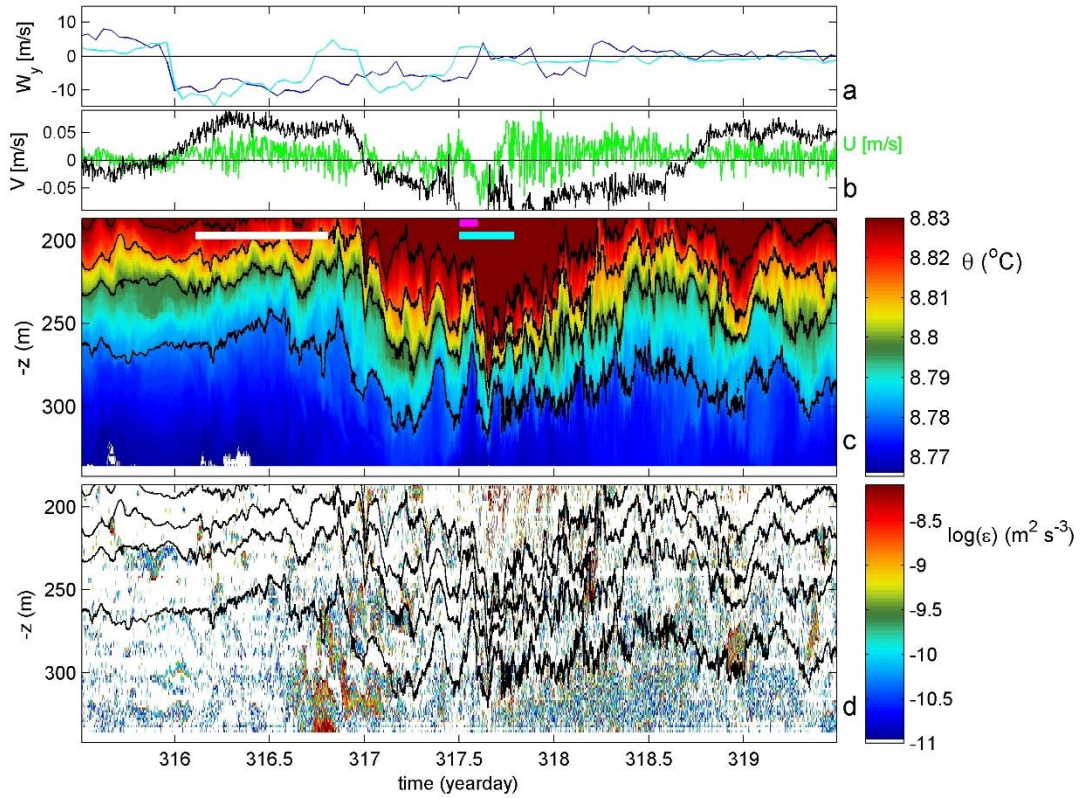 10
0
-10
W_y [m/s]
a
0.05
0
-0.05
V [m/s]
U [m/s]
b
200
250
300
-z (m)
c
8.83
8.82
8.81
8.8
8.79
8.78
8.77
θ (°C)
200
250
300
-z (m)
d
-8.5
-9
-9.5
-10
-10.5
-11
log(ε) (m² s⁻³)
316 316.5 317 317.5 318 318.5 319
time (yearday)